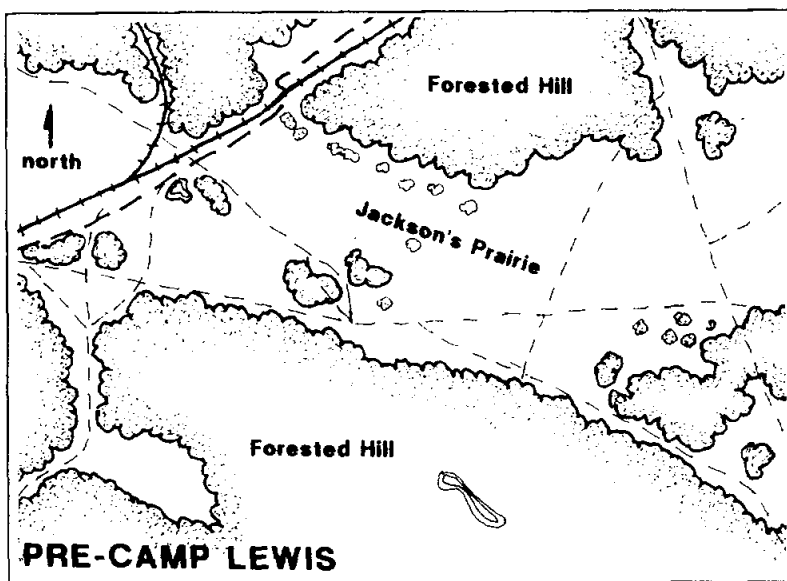 Forested Hill
north
Jackson's Prairie
Forested Hill
PRE-CAMP LEWIS